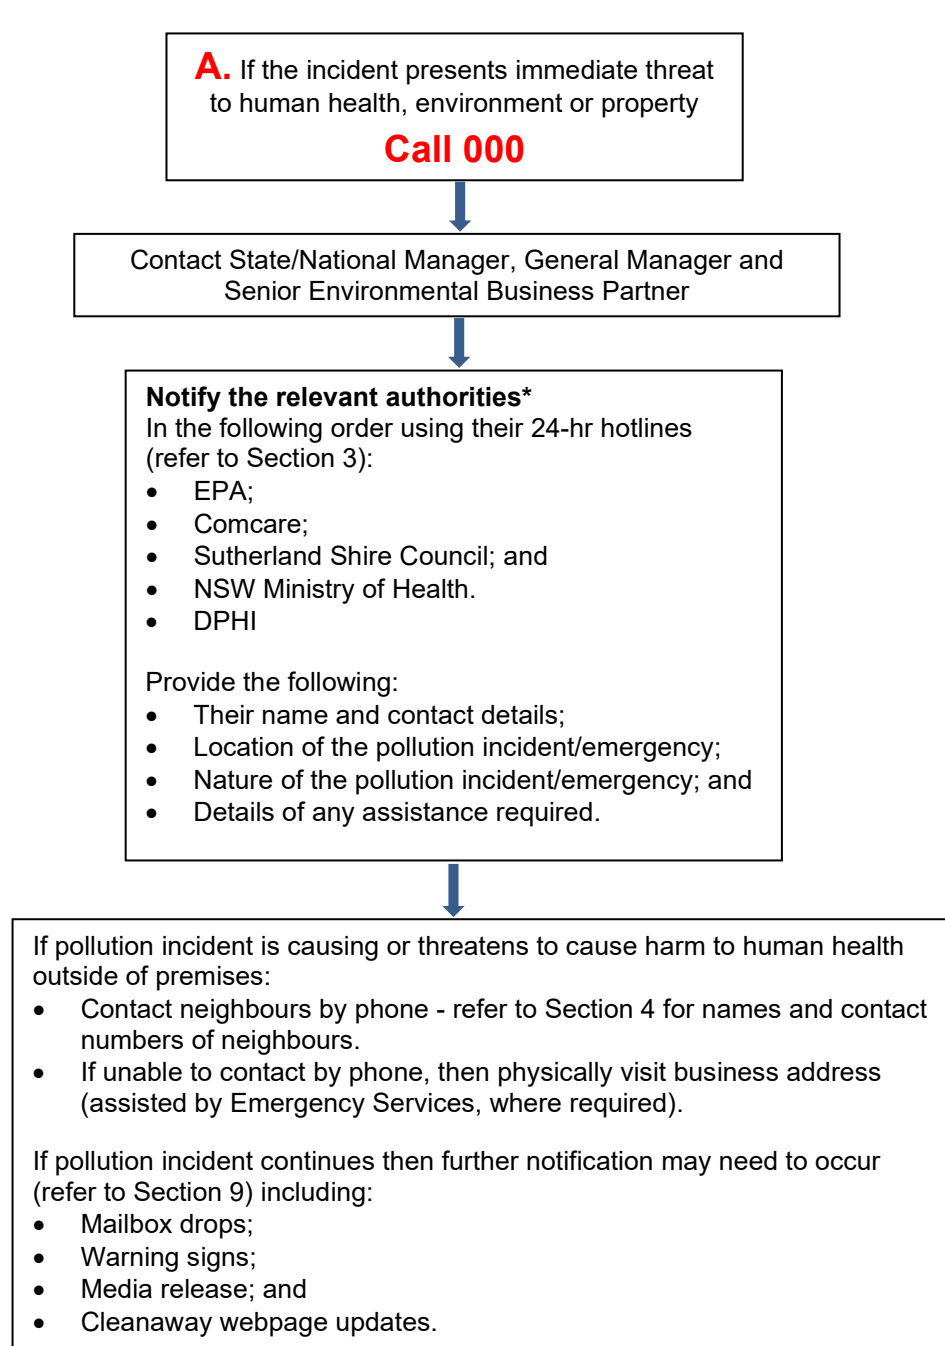 A. If the incident presents immediate threat
to human health, environment or property
Call 000
Contact State/National Manager, General Manager and
Senior Environmental Business Partner
Notify the relevant authorities*
In the following order using their 24-hr hotlines
(refer to Section 3):
• EPA;
• Comcare;
• Sutherland Shire Council; and
• NSW Ministry of Health.
• DPHI
Provide the following:
• Their name and contact details;
• Location of the pollution incident/emergency;
• Nature of the pollution incident/emergency; and
• Details of any assistance required.
If pollution incident is causing or threatens to cause harm to human health
outside of premises:
• Contact neighbours by phone - refer to Section 4 for names and contact
numbers of neighbours.
• If unable to contact by phone, then physically visit business address
(assisted by Emergency Services, where required).
If pollution incident continues then further notification may need to occur
(refer to Section 9) including:
• Mailbox drops;
• Warning signs;
• Media release; and
• Cleanaway webpage updates.